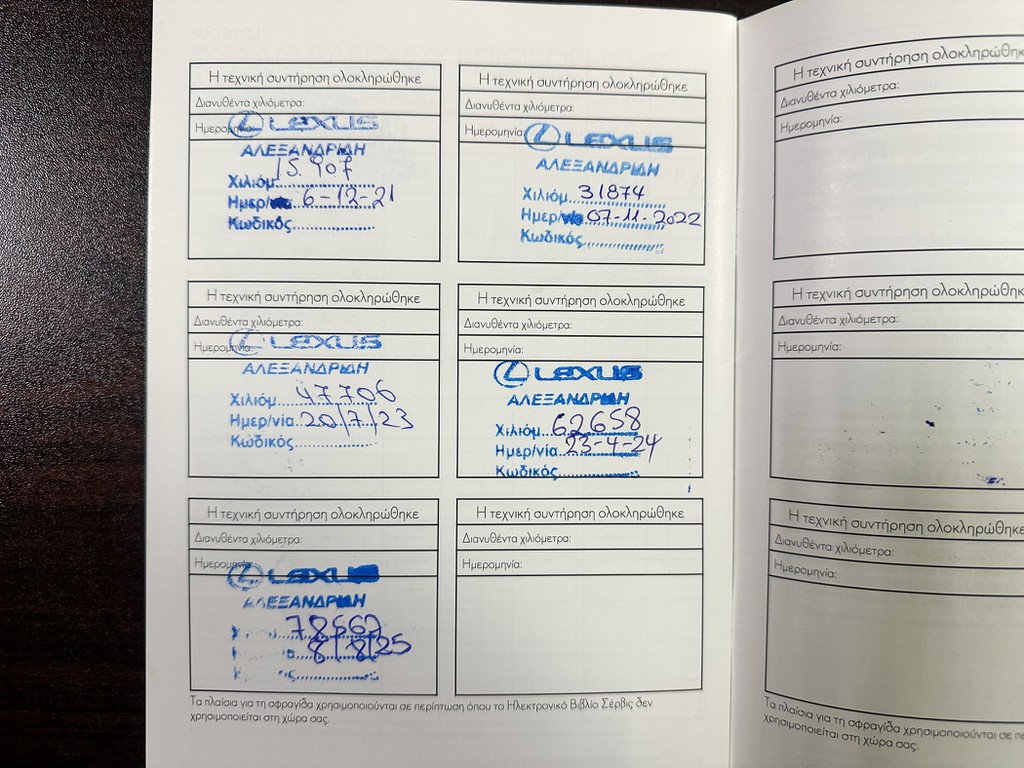 Η τεχνική συντήρηση ολοκληρώθηκε
Διανυθέντα χιλιόμετρα:
Ημερομηνία:
LEXUS
ΑΛΕΞΑΝΔΡΙΔΗ
Χιλιόμ. 15.907
Ημερ/νία 6-12-21
Κωδικός
Η τεχνική συντήρηση ολοκληρώθηκε
Διανυθέντα χιλιόμετρα:
Ημερομηνία:
LEXUS
ΑΛΕΞΑΝΔΡΙΔΗ
Χιλιόμ. 31874
Ημερ/νία 07-11-2022
Κωδικός
Η τεχνική συντήρηση ολοκληρώθηκε
Διανυθέντα χιλιόμετρα:
Ημερομηνία:
LEXUS
ΑΛΕΞΑΝΔΡΙΔΗ
Χιλιόμ. 47706
Ημερ/νία 20/7/23
Κωδικός
Η τεχνική συντήρηση ολοκληρώθηκε
Διανυθέντα χιλιόμετρα:
Ημερομηνία:
LEXUS
ΑΛΕΞΑΝΔΡΙΔΗ
Χιλιόμ. 62658
Ημερ/νία 23-4-24
Κωδικός
Η τεχνική συντήρηση ολοκληρώθηκε
Διανυθέντα χιλιόμετρα:
Ημερομηνία:
LEXUS
ΑΛΕΞΑΝΔΡΙΔΗ
8/8/25
Η τεχνική συντήρηση ολοκληρώθηκε
Διανυθέντα χιλιόμετρα:
Ημερομηνία:
Τα πλαίσια για τη σφραγίδα χρησιμοποιούνται σε περίπτωση όπου το Ηλεκτρονικό Βιβλίο Σέρβις δεν
χρησιμοποιείται στη χώρα σας.
Η τεχνική συντήρηση ολοκληρώθηκε
Διανυθέντα χιλιόμετρα:
Ημερομηνία:
Η τεχνική συντήρηση ολοκληρώθηκε
Διανυθέντα χιλιόμετρα:
Ημερομηνία:
Η τεχνική συντήρηση ολοκληρώθηκε
Διανυθέντα χιλιόμετρα:
Ημερομηνία:
Τα πλαίσια για τη σφραγίδα χρησιμοποιούνται σε
χρησιμοποιείται στη χώρα σας.